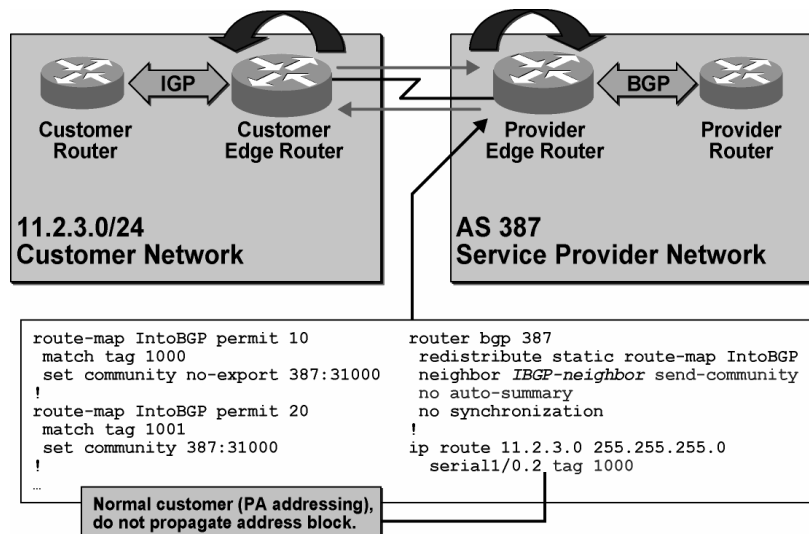 IGP
BGP
Customer
Router
Customer
Edge Router
Provider
Edge Router
Provider
Router
11.2.3.0/24
Customer Network
AS 387
Service Provider Network
route-map IntoBGP permit 10
match tag 1000
set community no-export 387:31000
!
route-map IntoBGP permit 20
match tag 1001
set community 387:31000
!
…
router bgp 387
redistribute static route-map IntoBGP
neighbor IBGP-neighbor send-community
no auto-summary
no synchronization
!
ip route 11.2.3.0 255.255.255.0
serial1/0.2 tag 1000
Normal customer (PA addressing),
do not propagate address block.